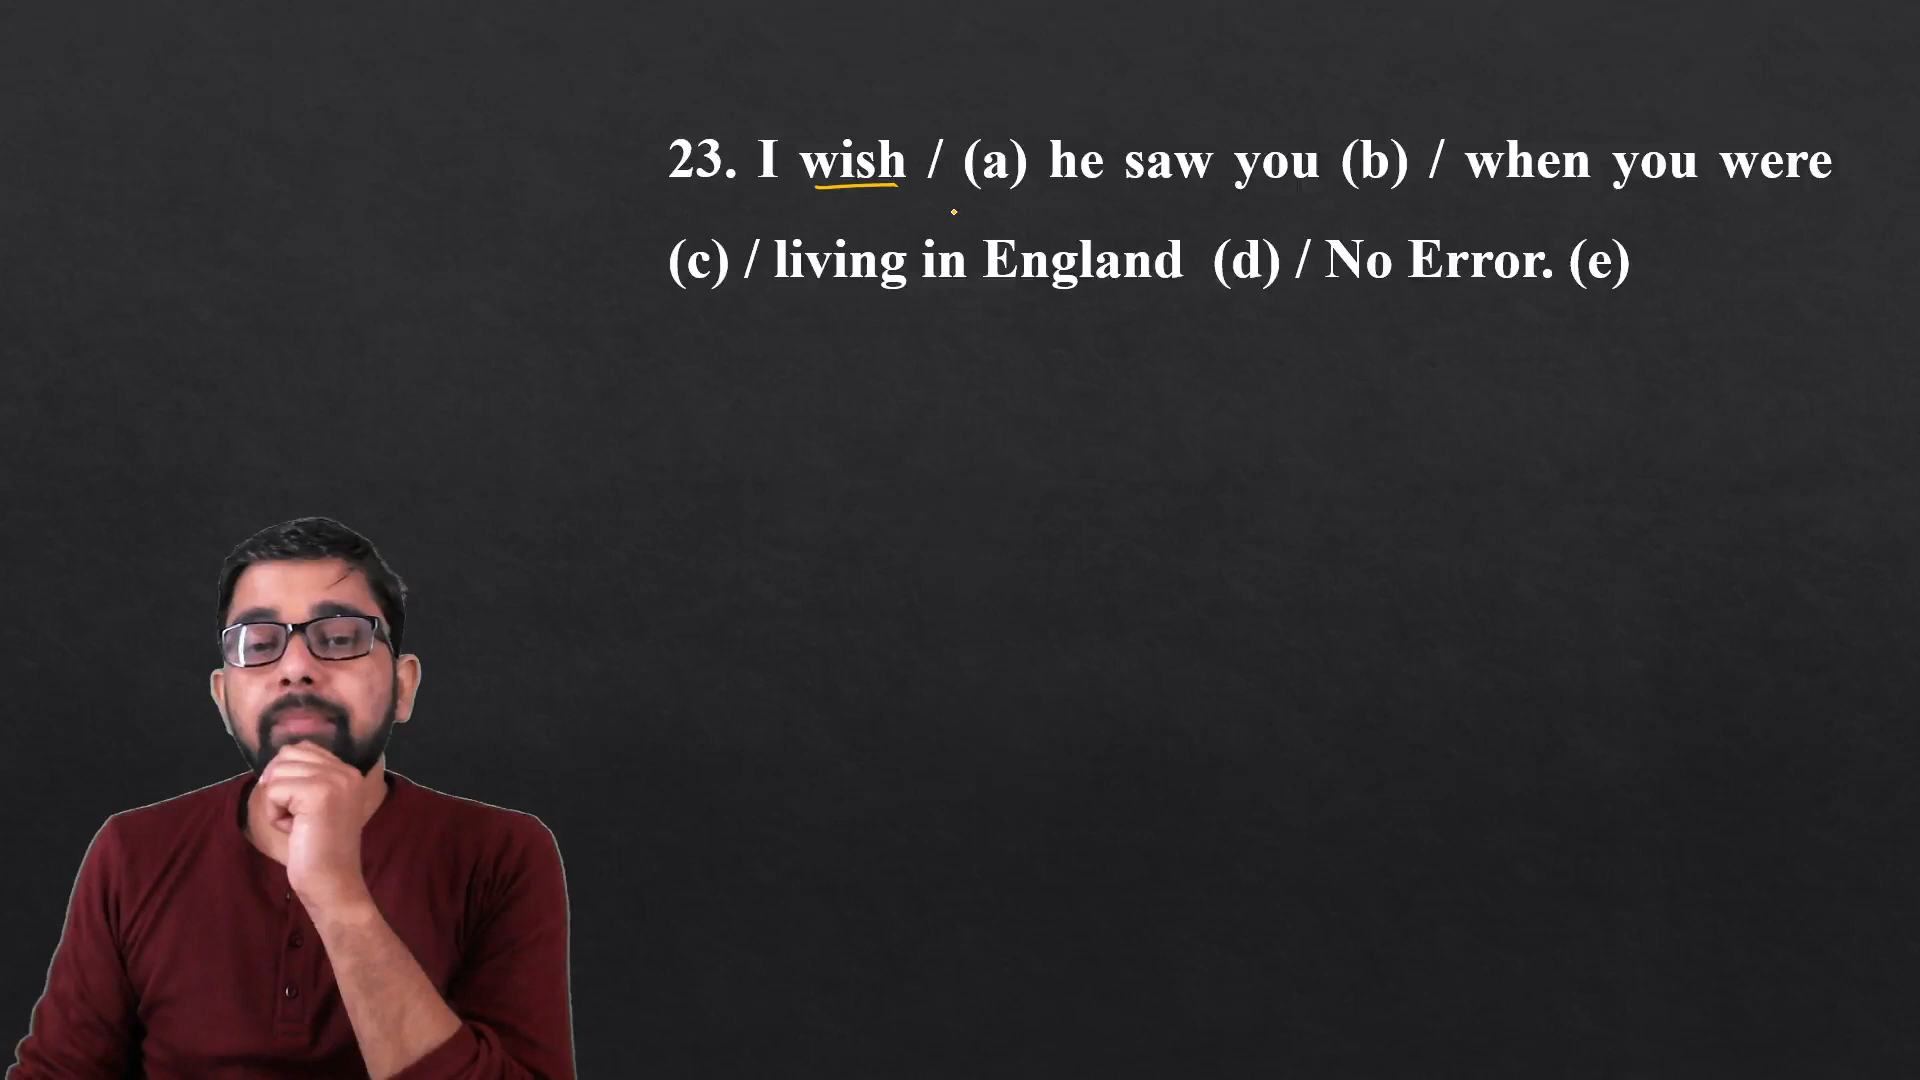 23. I wish / (a) he saw you (b) / when you were
(c) / living in England (d) / No Error. (e)